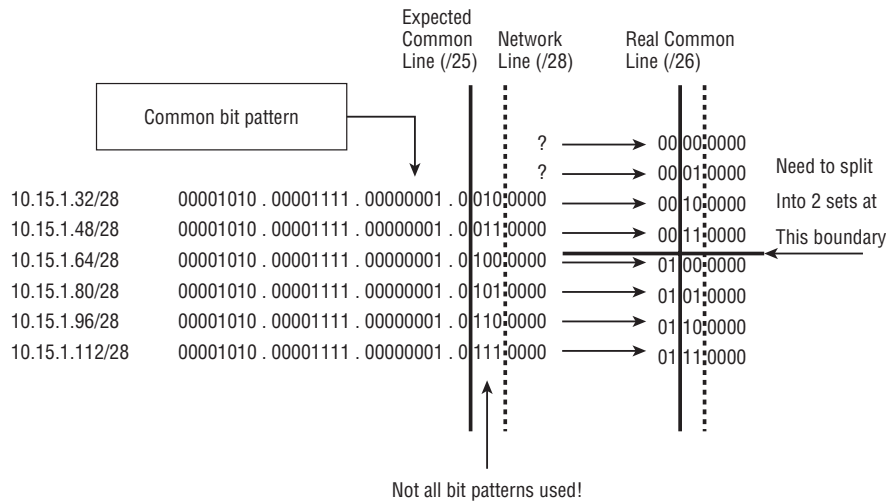 Expected
Common
Line (/25)
Network
Line (/28)
Real Common
Line (/26)
Common bit pattern
? 00 00 0000
? 00 01 0000
Need to split
10.15.1.32/28 00001010 . 00001111 . 00000001 . 0 010 0000 00 10 0000
Into 2 sets at
10.15.1.48/28 00001010 . 00001111 . 00000001 . 0 011 0000 00 11 0000
This boundary
10.15.1.64/28 00001010 . 00001111 . 00000001 . 0 100 0000 01 00 0000
10.15.1.80/28 00001010 . 00001111 . 00000001 . 0 101 0000 01 01 0000
10.15.1.96/28 00001010 . 00001111 . 00000001 . 0 110 0000 01 10 0000
10.15.1.112/28 00001010 . 00001111 . 00000001 . 0 111 0000 01 11 0000
Not all bit patterns used!